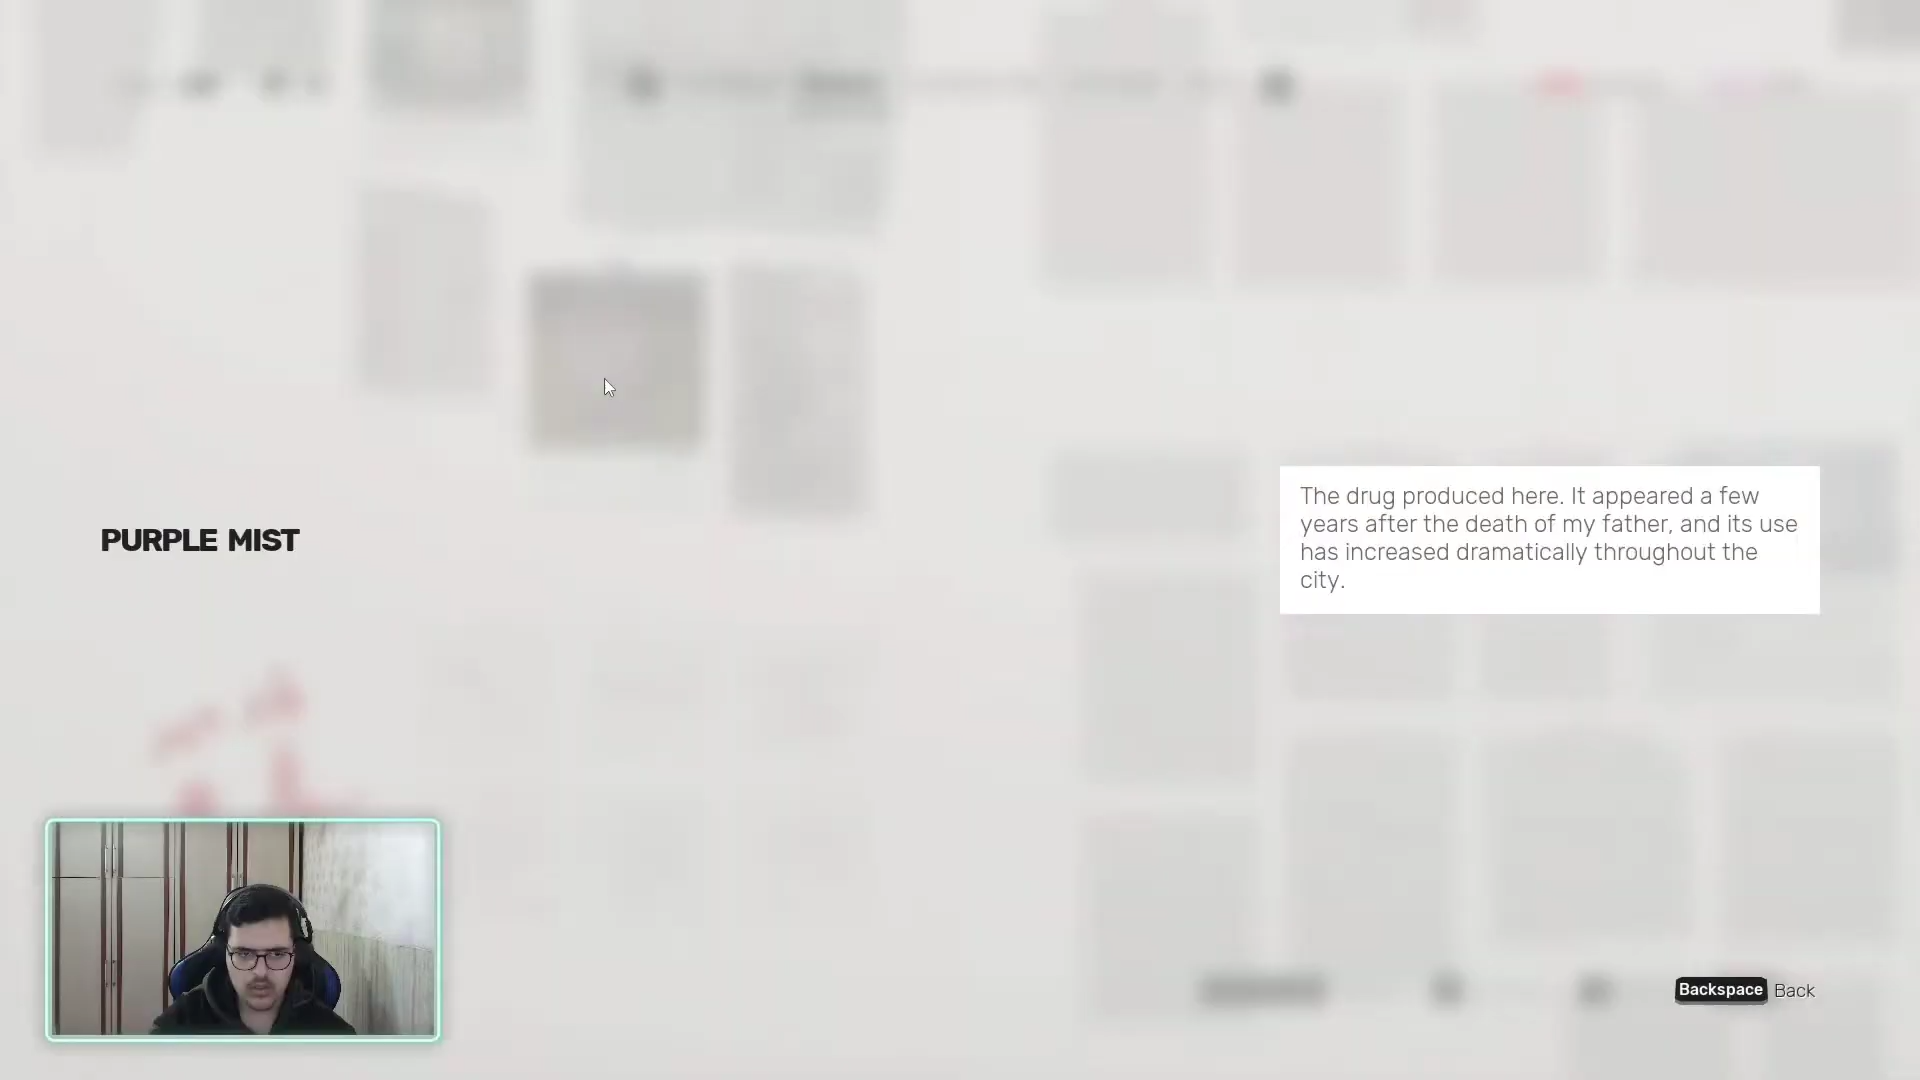 PURPLE MIST
The drug produced here. It appeared a few
years after the death of my father, and its use
has increased dramatically throughout the
city.
Backspace Back